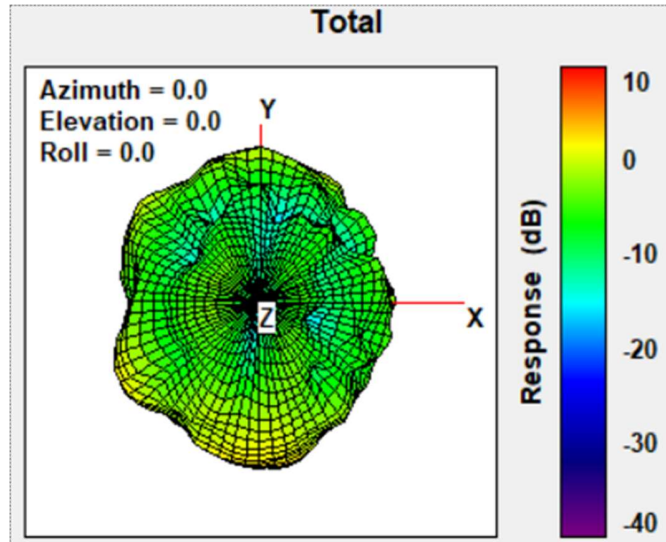 Total
Azimuth = 0.0
Elevation = 0.0
Roll = 0.0
Y
Z
X
Response (dB)
10
0
-10
-20
-30
-40